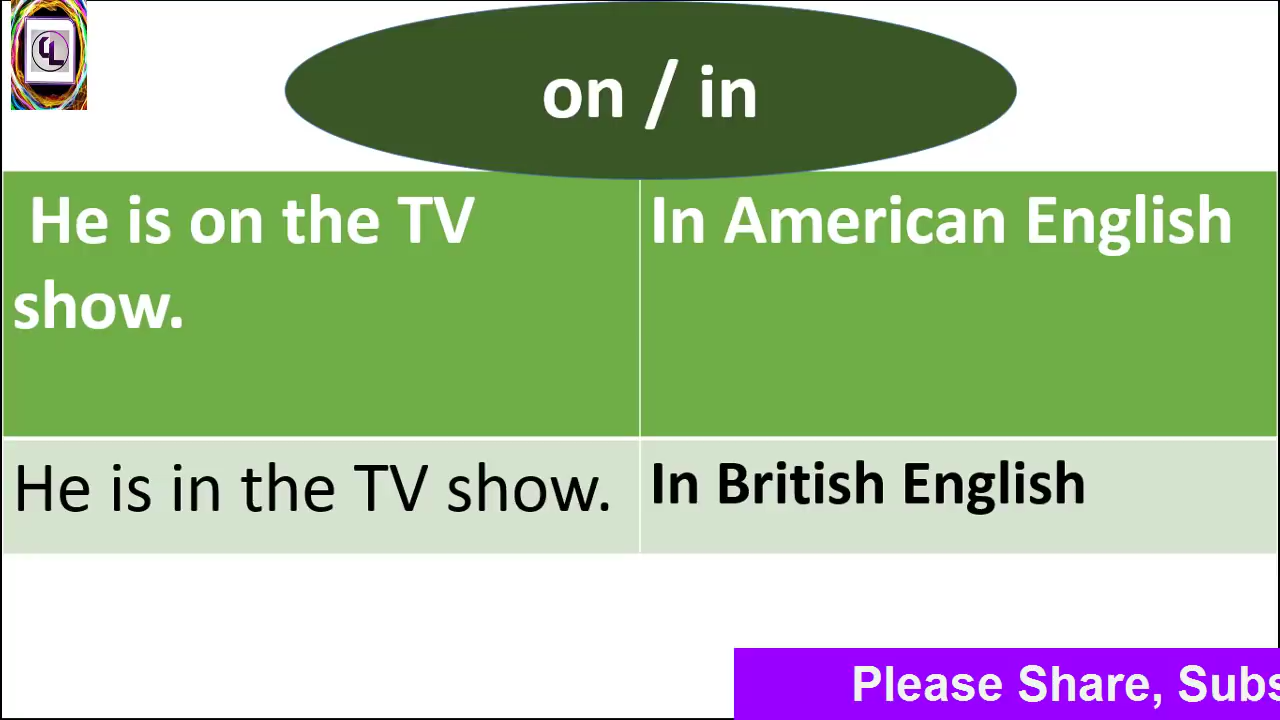 on / in
He is on the TV
show.
In American English
He is in the TV show.
In British English
Please Share, Subs